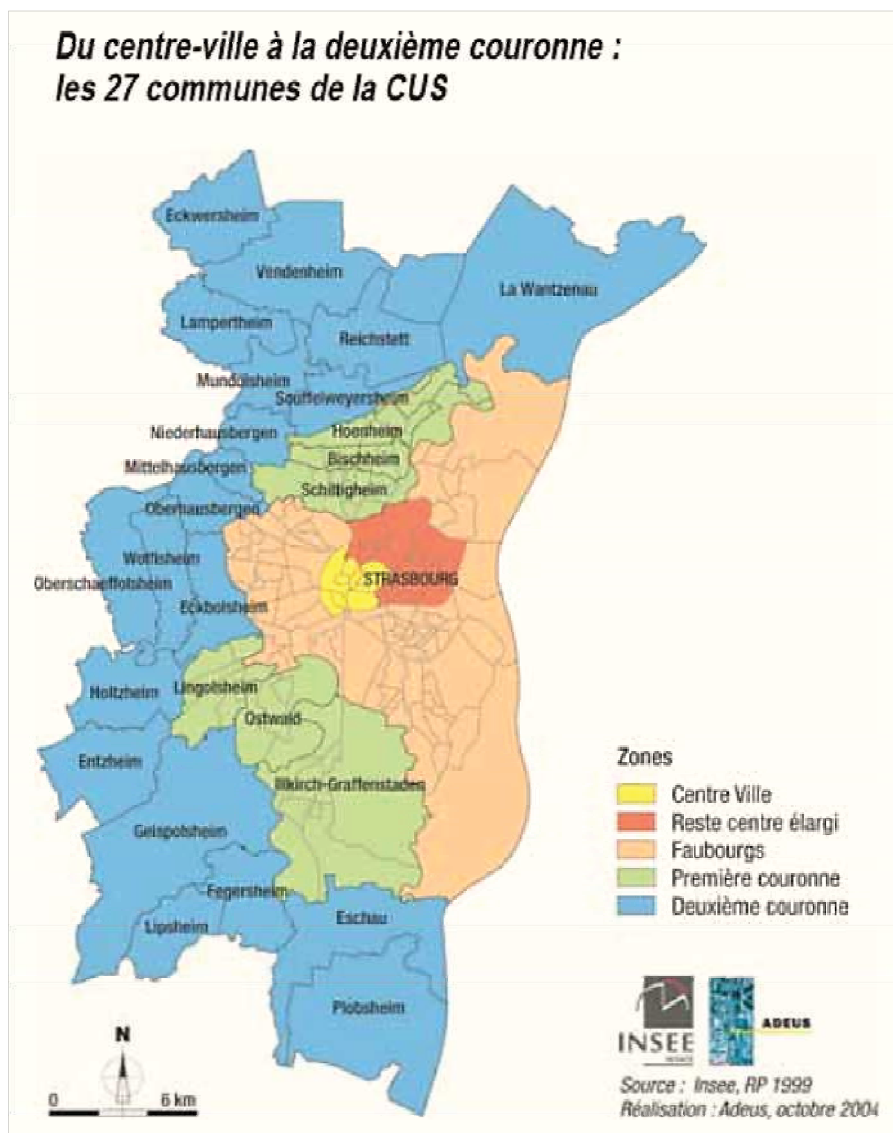 Du centre-ville à la deuxième couronne :
les 27 communes de la CUS
Eckwersheim
Vendenheim
La Wantzenau
Lampertheim
Reichstett
Mundolsheim
Souffelweyersheim
Niederhausbergen
Hoenheim
Bischheim
Mittelhausbergen
Schiltigheim
Oberhausbergen
Wolfisheim
STRASBOURG
Oberschaeffolsheim
Eckbolsheim
Holtzheim
Lingolsheim
Ostwald
Entzheim
Illkirch-Graffenstaden
Geispolsheim
Fegersheim
Lipsheim
Eschau
Plobsheim
Zones
Centre Ville
Reste centre élargi
Faubourgs
Première couronne
Deuxième couronne
N
0 6 km
INSEE
ADEUS
Source : Insee, RP 1999
Réalisation : Adeus, octobre 2004